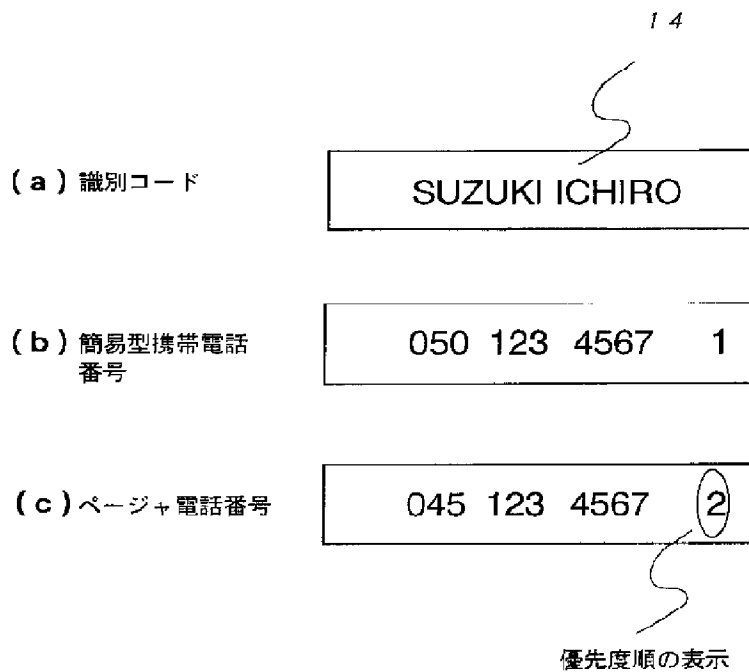 14
(a) 識別コード
SUZUKI ICHIRO
(b) 簡易型携帯電話
番号
050 123 4567 1
(c) ページャ電話番号
045 123 4567 2
優先度順の表示